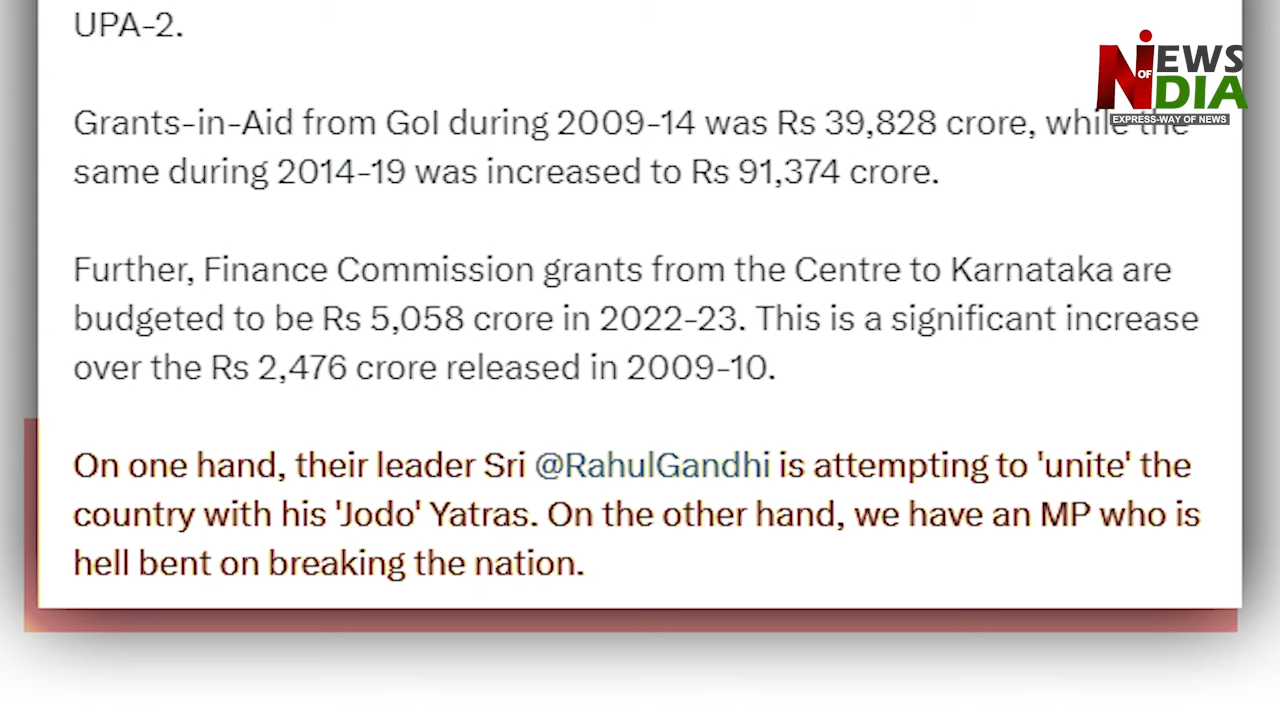 UPA-2.
Grants-in-Aid from GoI during 2009-14 was Rs 39,828 crore, while the
same during 2014-19 was increased to Rs 91,374 crore.
Further, Finance Commission grants from the Centre to Karnataka are
budgeted to be Rs 5,058 crore in 2022-23. This is a significant increase
over the Rs 2,476 crore released in 2009-10.
On one hand, their leader Sri @RahulGandhi is attempting to 'unite' the
country with his 'Jodo' Yatras. On the other hand, we have an MP who is
hell bent on breaking the nation.
NEWS
OF
iNDIA
EXPRESS-WAY OF NEWS